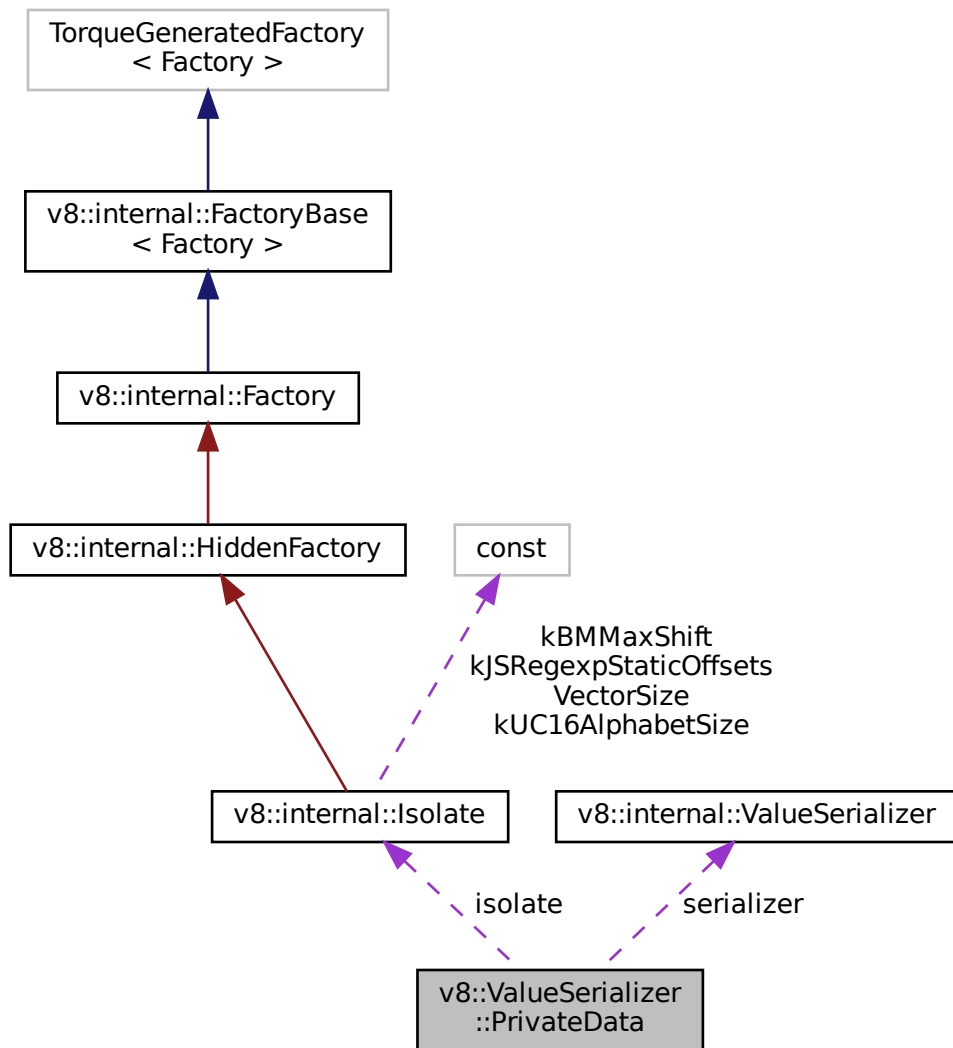 TorqueGeneratedFactory
< Factory >
v8::internal::FactoryBase
< Factory >
v8::internal::Factory
v8::internal::HiddenFactory
const
kBMMaxShift
kJSRegexpStaticOffsets
VectorSize
kUC16AlphabetSize
v8::internal::Isolate
v8::internal::ValueSerializer
isolate
serializer
v8::ValueSerializer
::PrivateData